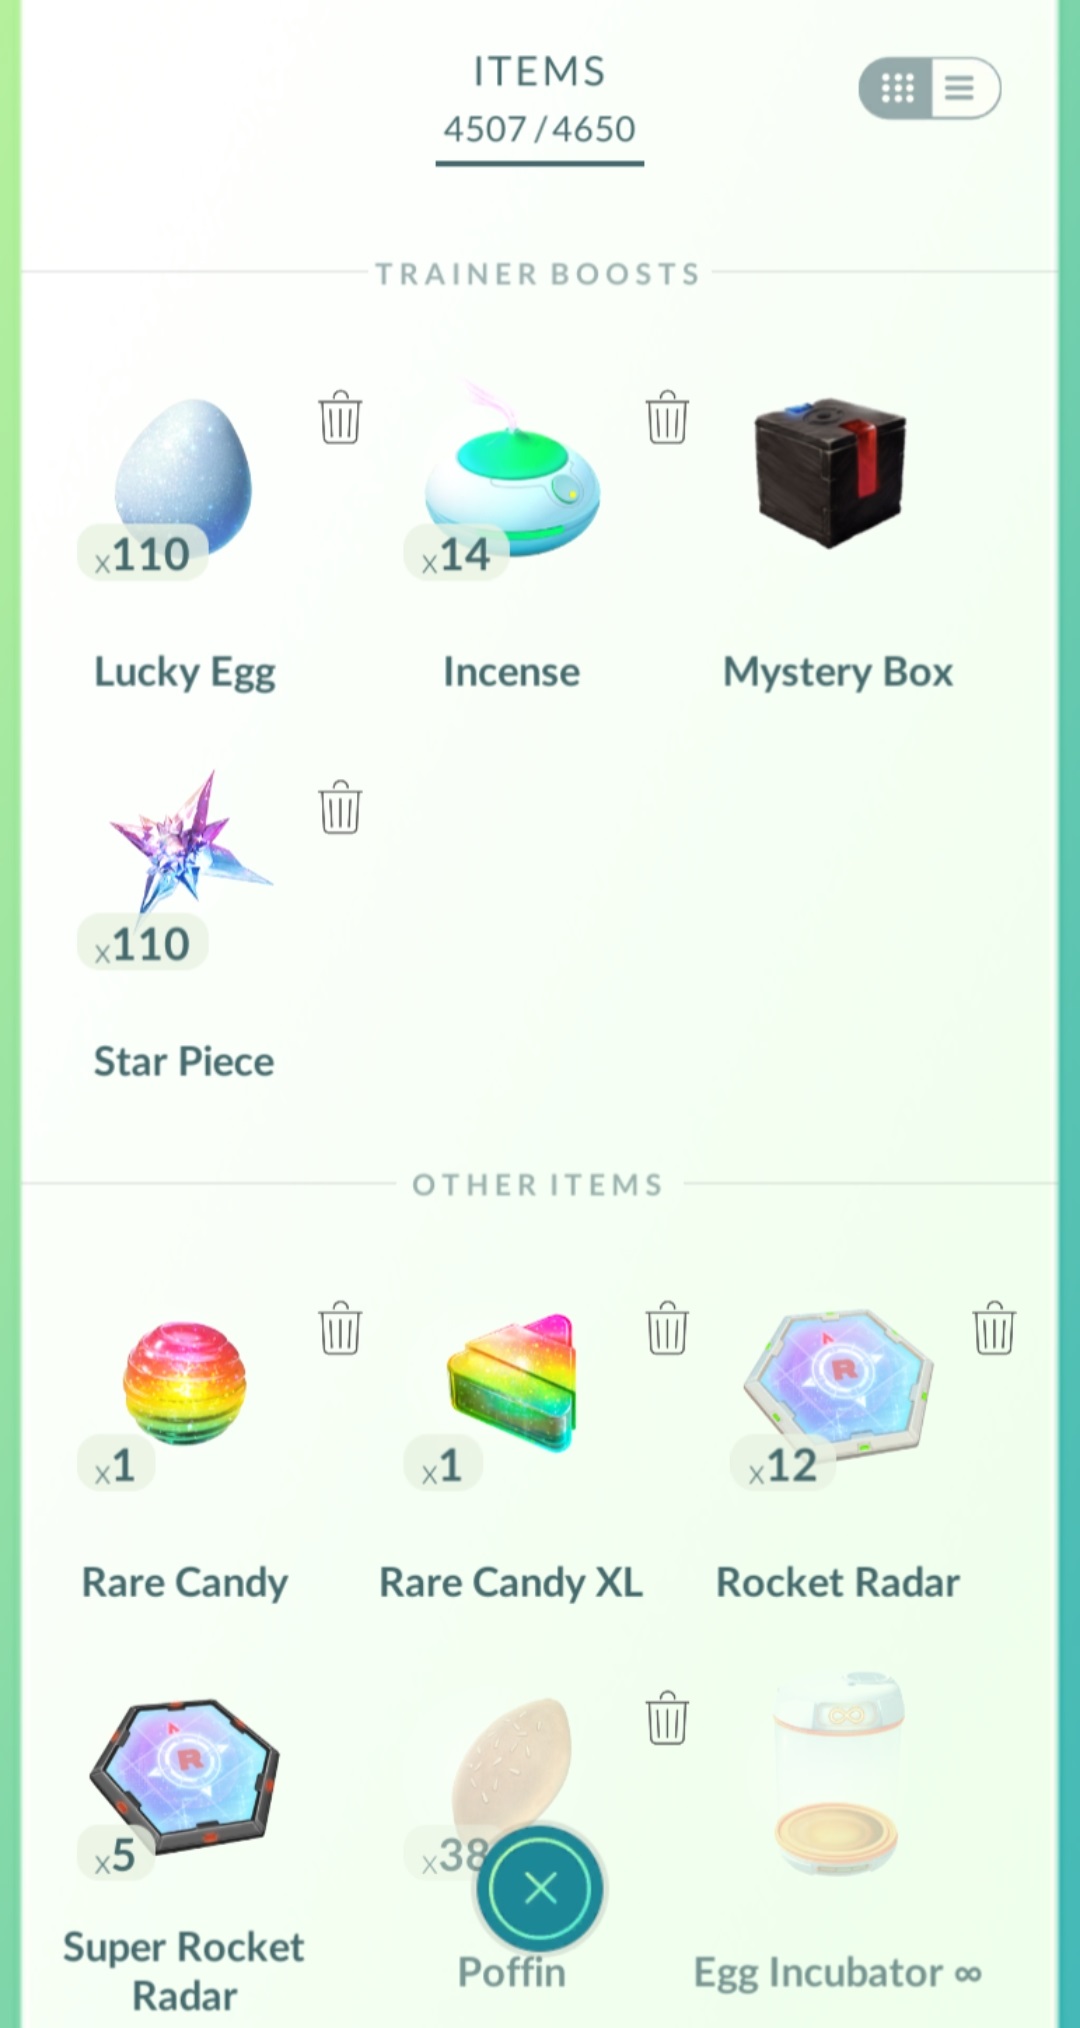 ITEMS
4507/4650
TRAINER BOOSTS
x110
x14
Lucky Egg
Incense
Mystery Box
x110
Star Piece
OTHER ITEMS
R
x1
x1
x12
Rare Candy
Rare Candy XL
Rocket Radar
R
x5
x38
Super Rocket
Radar
Poffin
Egg Incubator ∞